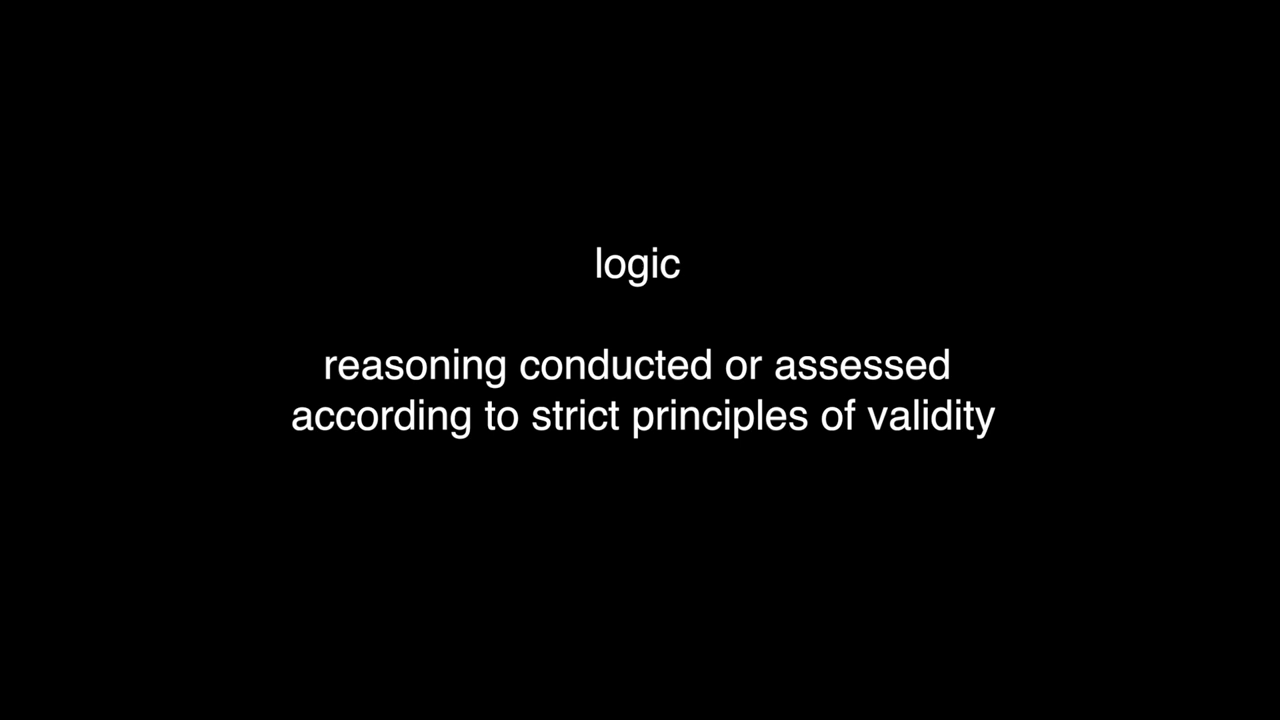 logic
reasoning conducted or assessed
according to strict principles of validity